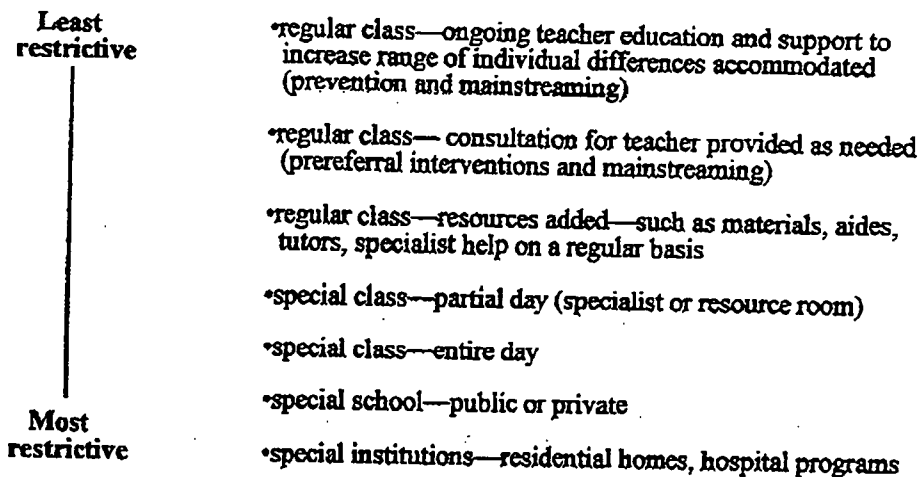 Least
restrictive
•regular class—ongoing teacher education and support to
increase range of individual differences accommodated
(prevention and mainstreaming)
•regular class— consultation for teacher provided as needed
(prereferral interventions and mainstreaming)
•regular class—resources added—such as materials, aides,
tutors, specialist help on a regular basis
•special class—partial day (specialist or resource room)
•special class—entire day
•special school—public or private
Most
restrictive
•special institutions—residential homes, hospital programs